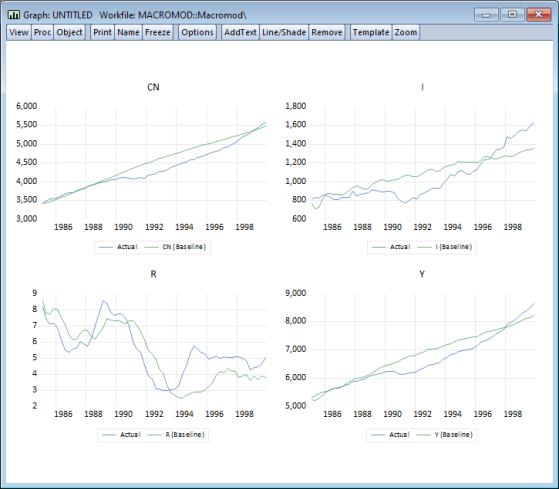 Graph: UNTITLED Workfile: MACROMOD::Macromod\
View Proc Object Print Name Freeze Options AddText Line/Shade Remove Template Zoom
CN
6,000
5,500
5,000
4,500
4,000
3,500
3,000
1986 1988 1990 1992 1994 1996 1998
Actual CN (Baseline)
I
1,800
1,600
1,400
1,200
1,000
800
600
1986 1988 1990 1992 1994 1996 1998
Actual I (Baseline)
R
9
8
7
6
5
4
3
2
1986 1988 1990 1992 1994 1996 1998
Actual R (Baseline)
Y
9,000
8,000
7,000
6,000
5,000
1986 1988 1990 1992 1994 1996 1998
Actual Y (Baseline)